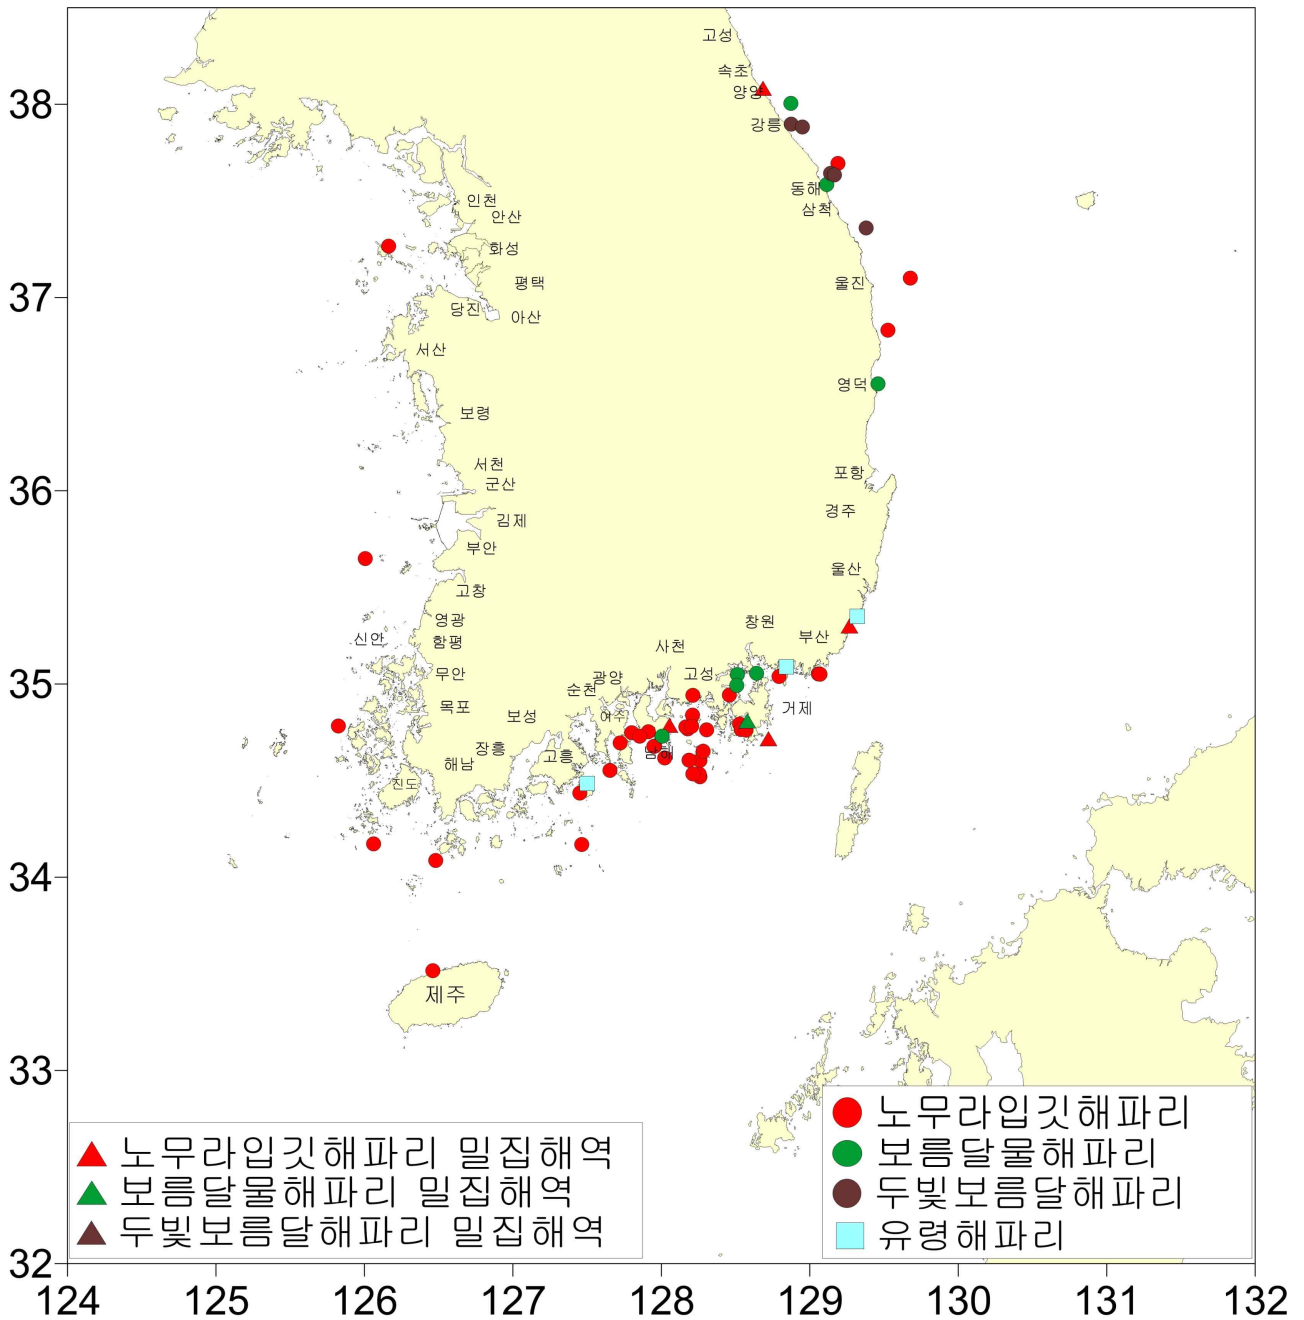 고성
속초
양양
38
강릉
동해
삼척
인천
안산
화성
37
평택
울진
당진
아산
서산
영덕
보령
서천
포항
36
군산
경주
김제
부안
울산
고창
영광
창원
신안
함평
사천
부산
35
무안
광양
고성
순천
목포
보성
여수
거제
장흥
고흥
남해
해남
진도
34
제주
33
노무라입깃해파리 밀집해역
보름달물해파리 밀집해역
두빛보름달해파리 밀집해역
노무라입깃해파리
보름달물해파리
두빛보름달해파리
유령해파리
32
124 125 126 127 128 129 130 131 132